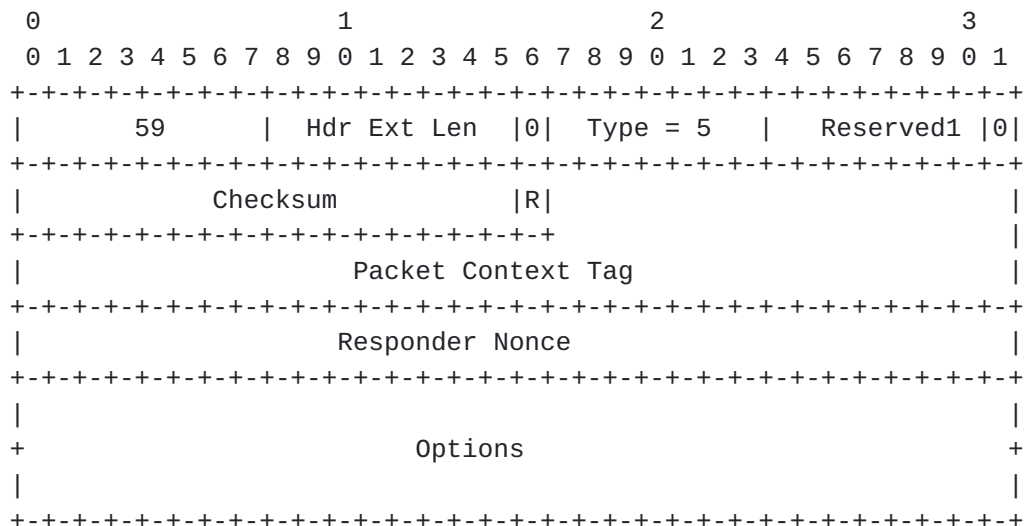 0                   1                   2                   3
 0 1 2 3 4 5 6 7 8 9 0 1 2 3 4 5 6 7 8 9 0 1 2 3 4 5 6 7 8 9 0 1
+-+-+-+-+-+-+-+-+-+-+-+-+-+-+-+-+-+-+-+-+-+-+-+-+-+-+-+-+-+-+-+-+
|       59      |  Hdr Ext Len  |0|  Type = 5   |   Reserved1 |0|
+-+-+-+-+-+-+-+-+-+-+-+-+-+-+-+-+-+-+-+-+-+-+-+-+-+-+-+-+-+-+-+-+
|            Checksum           |R|                             |
+-+-+-+-+-+-+-+-+-+-+-+-+-+-+-+-+-+                             |
|                     Packet Context Tag                        |
+-+-+-+-+-+-+-+-+-+-+-+-+-+-+-+-+-+-+-+-+-+-+-+-+-+-+-+-+-+-+-+-+
|                    Responder Nonce                            |
+-+-+-+-+-+-+-+-+-+-+-+-+-+-+-+-+-+-+-+-+-+-+-+-+-+-+-+-+-+-+-+-+
|                                                               |
+                         Options                               +
|                                                               |
+-+-+-+-+-+-+-+-+-+-+-+-+-+-+-+-+-+-+-+-+-+-+-+-+-+-+-+-+-+-+-+-+